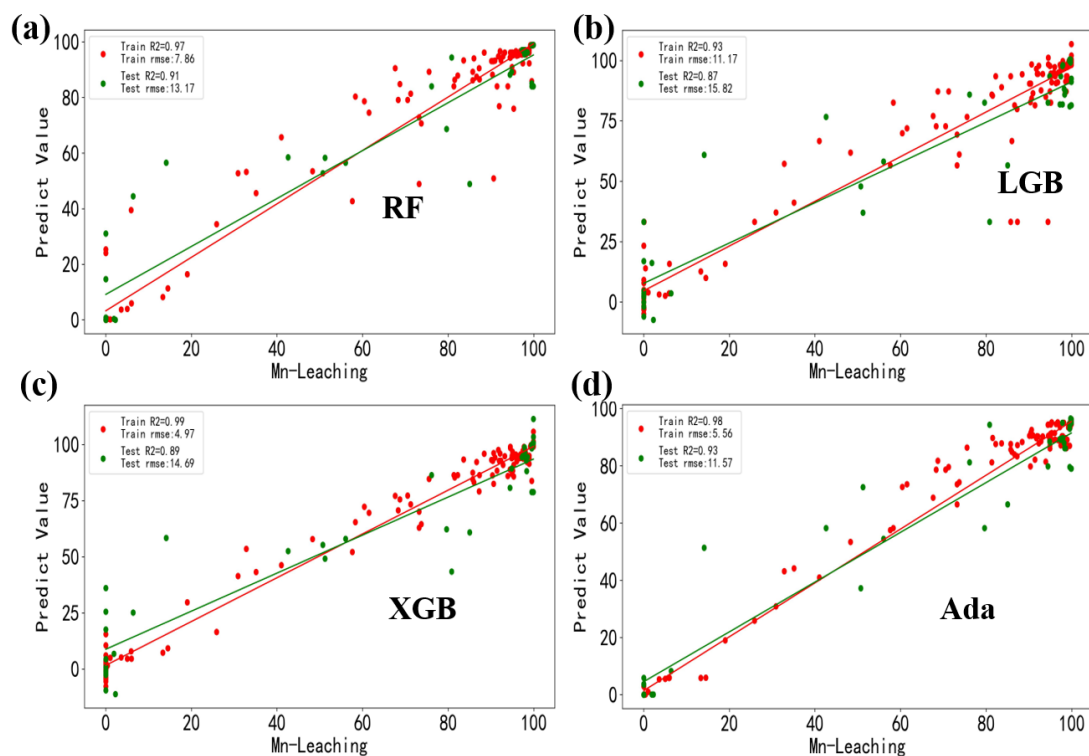 (a)
Train R2=0.97
Train rmse:7.86
Test R2=0.91
Test rmse:13.17
100
80
60
40
20
0
Predict Value
RF
0 20 40 60 80 100
Mn-Leaching
(b)
Train R2=0.93
Train rmse:11.17
Test R2=0.87
Test rmse:15.82
100
75
50
25
0
Predict Value
LGB
0 20 40 60 80 100
Mn-Leaching
(c)
Train R2=0.99
Train rmse:4.97
Test R2=0.89
Test rmse:14.69
100
75
50
25
0
Predict Value
XGB
0 20 40 60 80 100
Mn-Leaching
(d)
Train R2=0.98
Train rmse:5.56
Test R2=0.93
Test rmse:11.57
100
80
60
40
20
0
Predict Value
Ada
0 20 40 60 80 100
Mn-Leaching